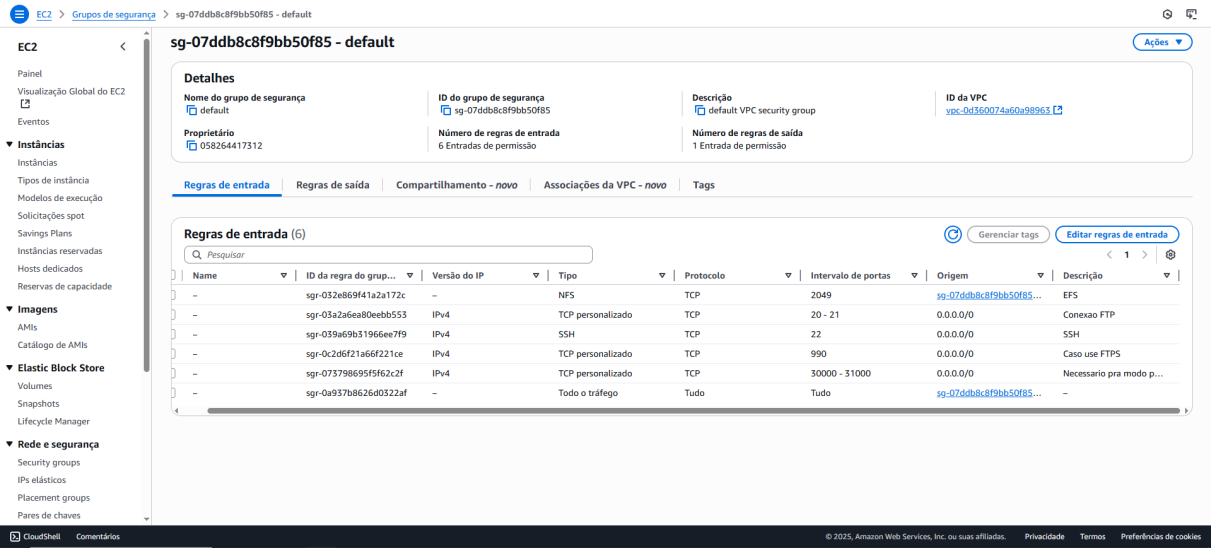 EC2 > Grupos de segurança > sg-07ddb8c8f9bb50f85 - default
EC2
Painel
Visualização Global do EC2
Eventos
Instâncias
Instâncias
Tipos de instância
Modelos de execução
Solicitações spot
Savings Plans
Instâncias reservadas
Hosts dedicados
Reservas de capacidade
Imagens
AMIs
Catálogo de AMIs
Elastic Block Store
Volumes
Snapshots
Lifecycle Manager
Rede e segurança
Security groups
IPs elásticos
Placement groups
Pares de chaves
sg-07ddb8c8f9bb50f85 - default
Ações
Detalhes
Nome do grupo de segurança
default
ID do grupo de segurança
sg-07ddb8c8f9bb50f85
Descrição
default VPC security group
ID da VPC
vpc-0d360074a60a98963
Proprietário
058264417312
Número de regras de entrada
6 Entradas de permissão
Número de regras de saída
1 Entrada de permissão
Regras de entrada Regras de saída Compartilhamento - novo Associações da VPC - novo Tags
Regras de entrada (6)
Gerenciar tags Editar regras de entrada
Pesquisar
< 1 >
Name ID da regra do grup... Versão do IP Tipo Protocolo Intervalo de portas Origem Descrição
– sgr-032e869f41a2a172c – NFS TCP 2049 sg-07ddb8c8f9bb50f85... EFS
– sgr-03a2a6ea80eebb553 IPv4 TCP personalizado TCP 20 - 21 0.0.0.0/0 Conexao FTP
– sgr-039a69b31966ee7f9 IPv4 SSH TCP 22 0.0.0.0/0 SSH
– sgr-0c2d6f21a66f221ce IPv4 TCP personalizado TCP 990 0.0.0.0/0 Caso use FTPS
– sgr-073798695f5f62c2f IPv4 TCP personalizado TCP 30000 - 31000 0.0.0.0/0 Necessario pra modo p...
– sgr-0a937b8626d0322af – Todo o tráfego Tudo Tudo sg-07ddb8c8f9bb50f85... –
CloudShell Comentários © 2025, Amazon Web Services, Inc. ou suas afiliadas. Privacidade Termos Preferências de cookies